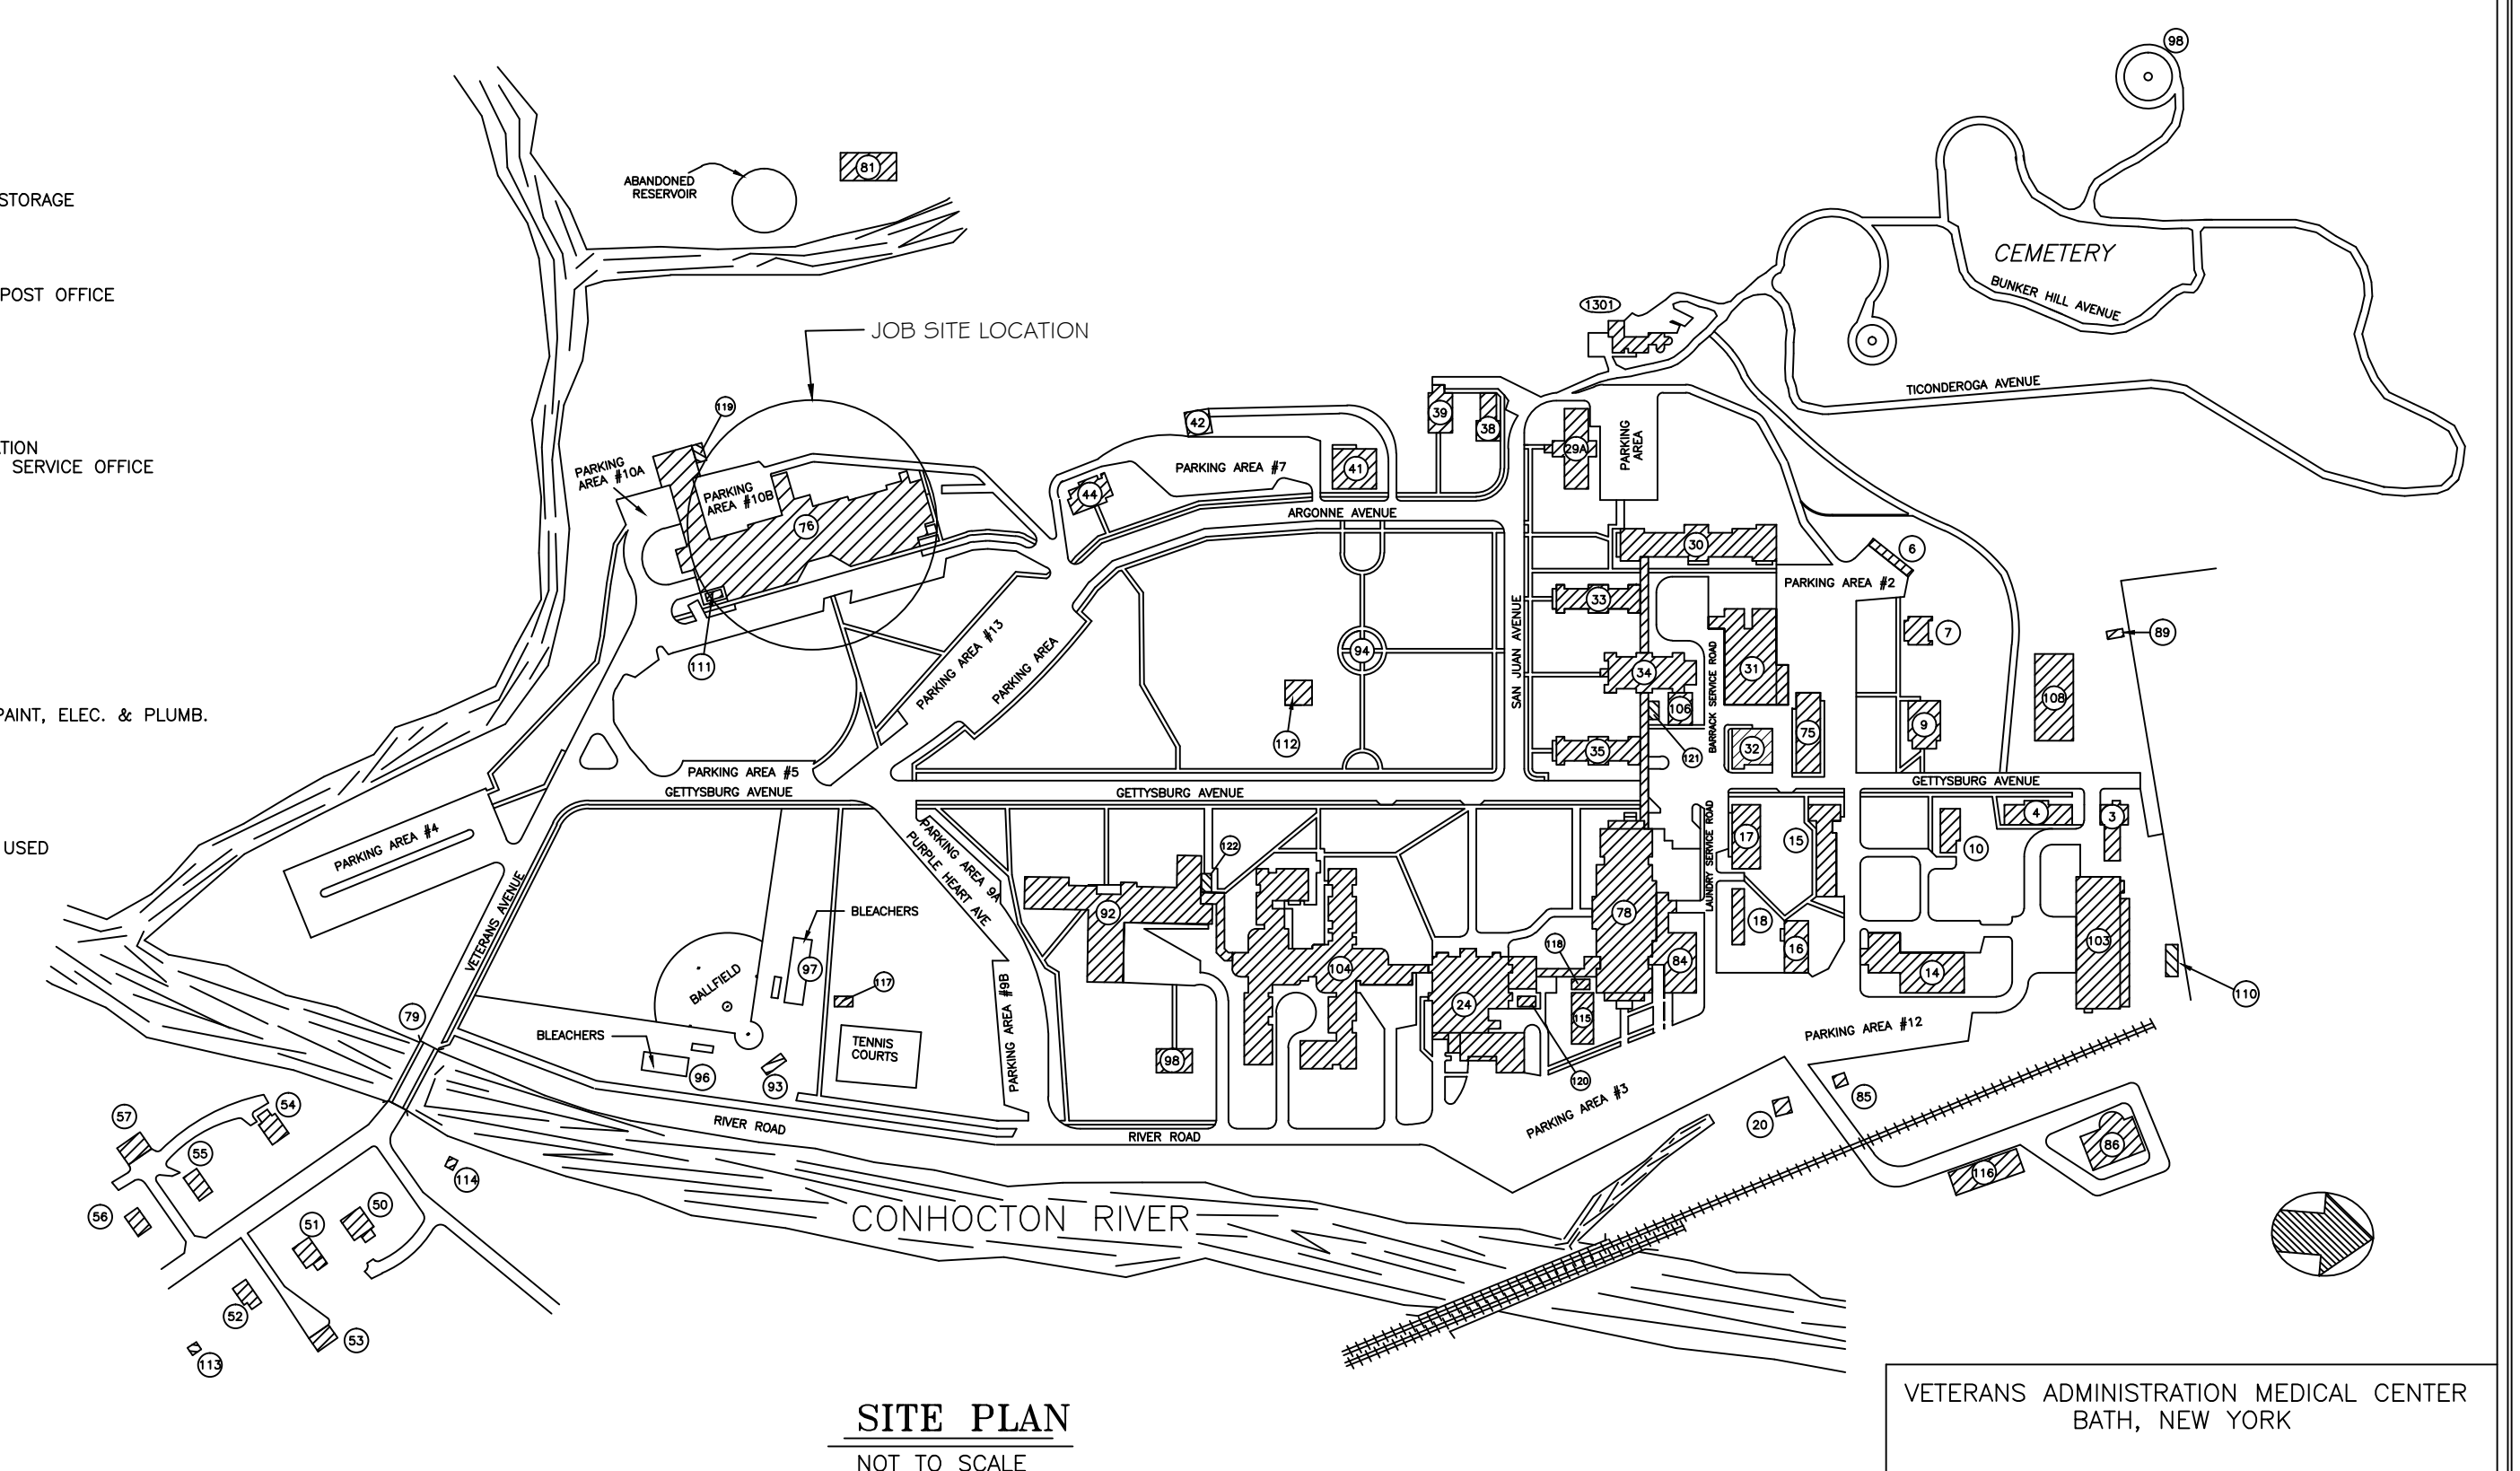 98
81
ABANDONED
RESERVOIR
STORAGE
CEMETERY
BUNKER HILL AVENUE
POST OFFICE
1301
JOB SITE LOCATION
TICONDEROGA AVENUE
119
42
39
38
29A
PARKING
AREA
SERVICE OFFICE
PARKING
AREA #10A
PARKING
AREA #10B
76
44
PARKING AREA #7
41
ARGONNE AVENUE
30
6
PARKING AREA #2
33
7
89
111
PARKING AREA #13
PARKING AREA
94
SAN JUAN AVENUE
34
BARRACK SERVICE ROAD
31
108
106
112
9
75
PAINT, ELEC. & PLUMB.
35
121
32
PARKING AREA #5
GETTYSBURG AVENUE
GETTYSBURG AVENUE
GETTYSBURG AVENUE
PARKING AREA #4
USED
PARKING AREA 9A
PURPLE HEART AVE
122
LAUNDRY SERVICE ROAD
17
15
10
4
3
VETERANS AVENUE
BLEACHERS
92
78
18
16
103
118
BALLFIELD
97
117
104
84
14
110
PARKING AREA #9B
24
115
79
BLEACHERS
TENNIS
COURTS
PARKING AREA #12
96
93
98
120
PARKING AREA #3
85
57
54
RIVER ROAD
RIVER ROAD
20
86
55
114
116
56
51
50
CONHOCTON RIVER
52
53
113
SITE PLAN
NOT TO SCALE
VETERANS ADMINISTRATION MEDICAL CENTER
BATH, NEW YORK